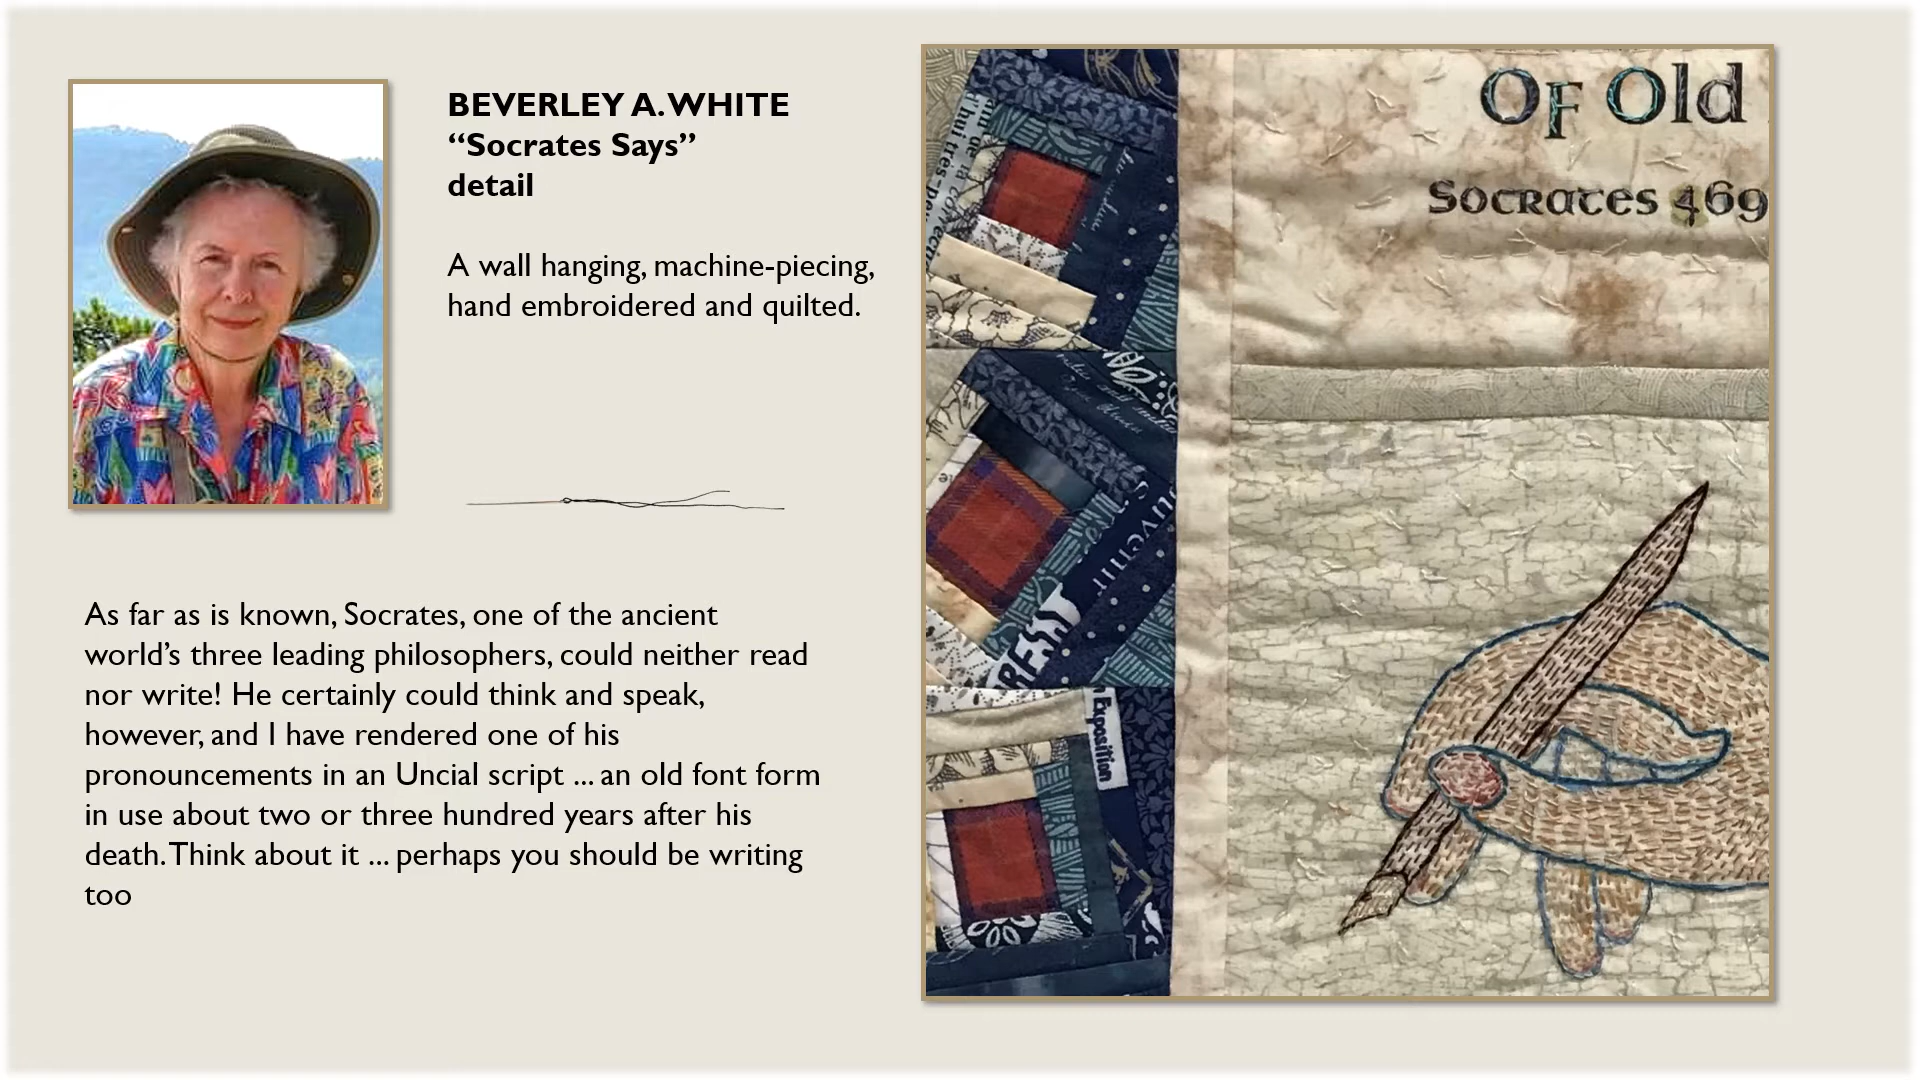 BEVERLEY A. WHITE
“Socrates Says”
detail
A wall hanging, machine-piecing,
hand embroidered and quilted.
As far as is known, Socrates, one of the ancient
world’s three leading philosophers, could neither read
nor write! He certainly could think and speak,
however, and I have rendered one of his
pronouncements in an Uncial script ... an old font form
in use about two or three hundred years after his
death. Think about it ... perhaps you should be writing
too
Of Old
Socrates 469
Exposition